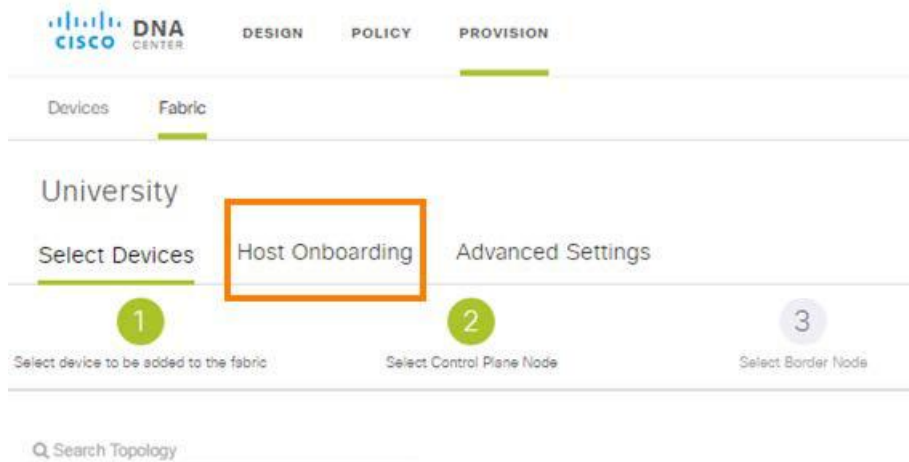 CISCO DNA CENTER DESIGN POLICY PROVISION
Devices Fabric
University
Select Devices Host Onboarding Advanced Settings
1 2 3
Select device to be added to the fabric Select Control Plane Node Select Border Node
Search Topology